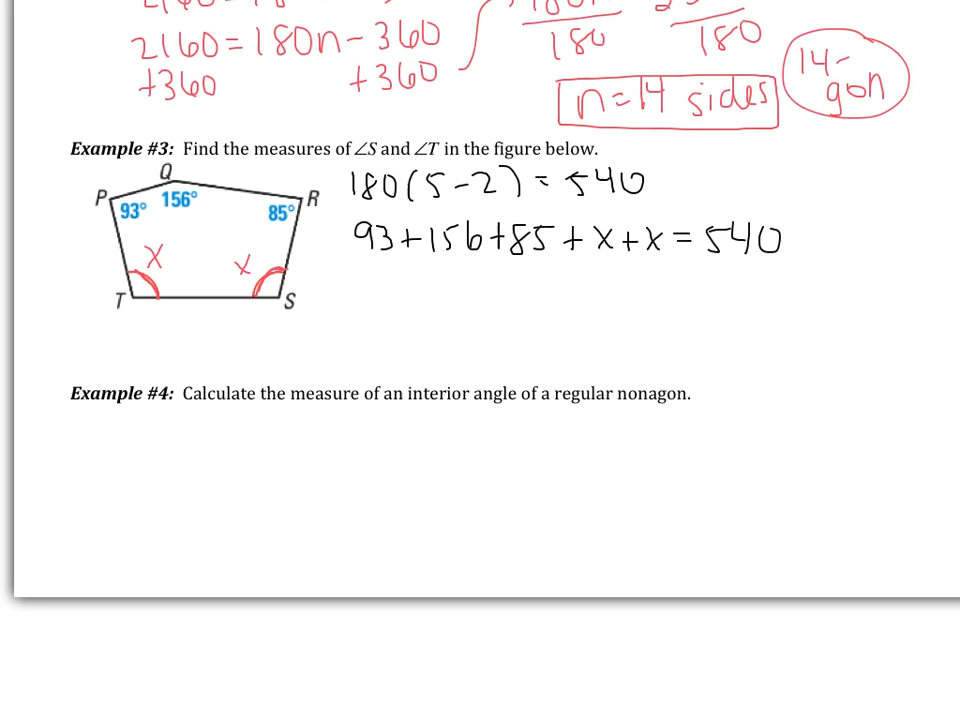 2160 = 180n - 360
+360 +360
180 180
n = 14 sides
14-
gon
Example #3: Find the measures of ∠S and ∠T in the figure below.
Q
P
R
93°
156°
85°
x
x
T
S
180(5-2) = 540
93+156+85+x+x = 540
Example #4: Calculate the measure of an interior angle of a regular nonagon.